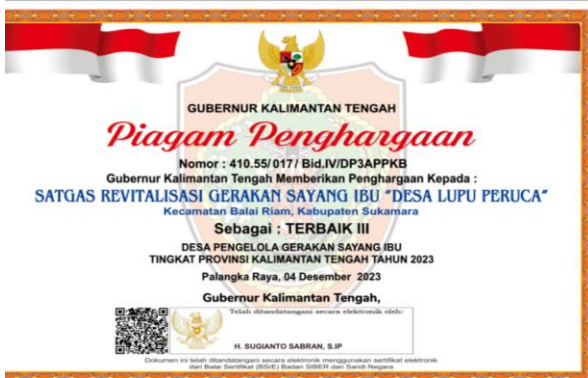 GUBERNUR KALIMANTAN TENGAH
Piagam Penghargaan
Nomor : 410.55/017/ Bid.IV/DP3APPKB
Gubernur Kalimantan Tengah Memberikan Penghargaan Kepada :
SATGAS REVITALISASI GERAKAN SAYANG IBU "DESA LUPU PERUCA"
Kecamatan Balai Riam, Kabupaten Sukamara
Sebagai : TERBAIK III
DESA PENGELOLA GERAKAN SAYANG IBU
TINGKAT PROVINSI KALIMANTAN TENGAH TAHUN 2023
Palangka Raya, 04 Desember 2023
Gubernur Kalimantan Tengah,
Telah ditandatangani secara elektronik oleh:
H. SUGIANTO SABRAN, S.IP
Dokumen ini telah ditandatangani secara elektronik menggunakan sertifikat elektronik
dari Balai Sertifikat (BSrE) Badan SIBER dan Sandi Negara